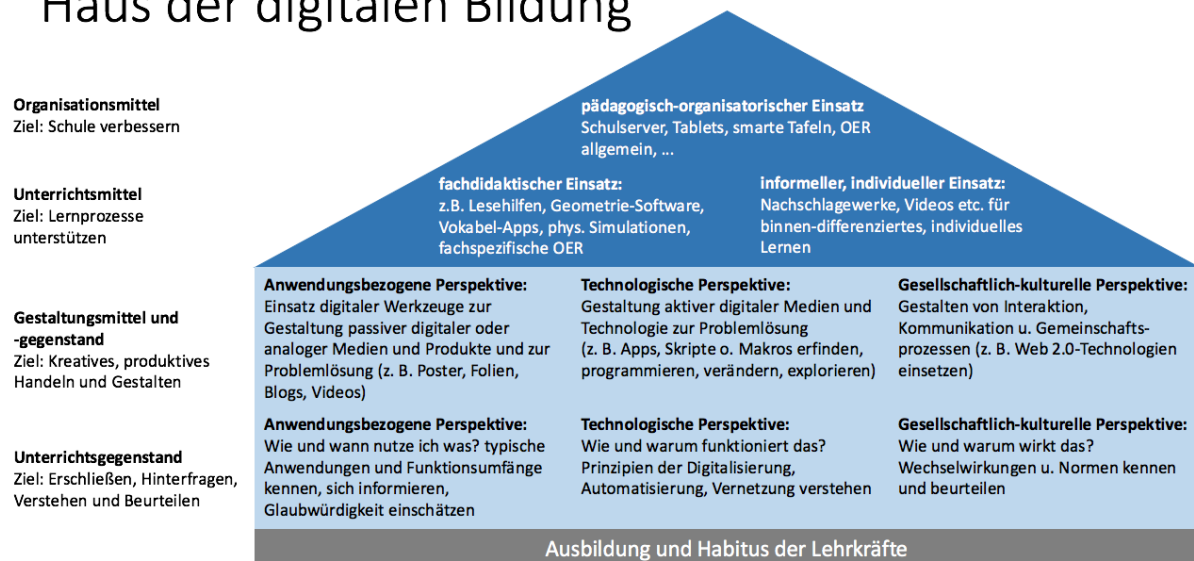 Haus der digitalen Bildung
Organisationsmittel
Ziel: Schule verbessern
pädagogisch-organisatorischer Einsatz
Schulserver, Tablets, smarte Tafeln, OER
allgemein, ...
Unterrichtsmittel
Ziel: Lernprozesse
unterstützen
fachdidaktischer Einsatz:
z.B. Lesehilfen, Geometrie-Software,
Vokabel-Apps, phys. Simulationen,
fachspezifische OER
informeller, individueller Einsatz:
Nachschlagewerke, Videos etc. für
binnen-differenziertes, individuelles
Lernen
Gestaltungsmittel und
-gegenstand
Ziel: Kreatives, produktives
Handeln und Gestalten
Anwendungsbezogene Perspektive:
Einsatz digitaler Werkzeuge zur
Gestaltung passiver digitaler oder
analoger Medien und Produkte und zur
Problemlösung (z. B. Poster, Folien,
Blogs, Videos)
Technologische Perspektive:
Gestaltung aktiver digitaler Medien und
Technologie zur Problemlösung
(z. B. Apps, Skripte o. Makros erfinden,
programmieren, verändern, explorieren)
Gesellschaftlich-kulturelle Perspektive:
Gestalten von Interaktion,
Kommunikation u. Gemeinschafts-
prozessen (z. B. Web 2.0-Technologien
einsetzen)
Unterrichtsgegenstand
Ziel: Erschließen, Hinterfragen,
Verstehen und Beurteilen
Anwendungsbezogene Perspektive:
Wie und wann nutze ich was? typische
Anwendungen und Funktionsumfänge
kennen, sich informieren,
Glaubwürdigkeit einschätzen
Technologische Perspektive:
Wie und warum funktioniert das?
Prinzipien der Digitalisierung,
Automatisierung, Vernetzung verstehen
Gesellschaftlich-kulturelle Perspektive:
Wie und warum wirkt das?
Wechselwirkungen u. Normen kennen
und beurteilen
Ausbildung und Habitus der Lehrkräfte